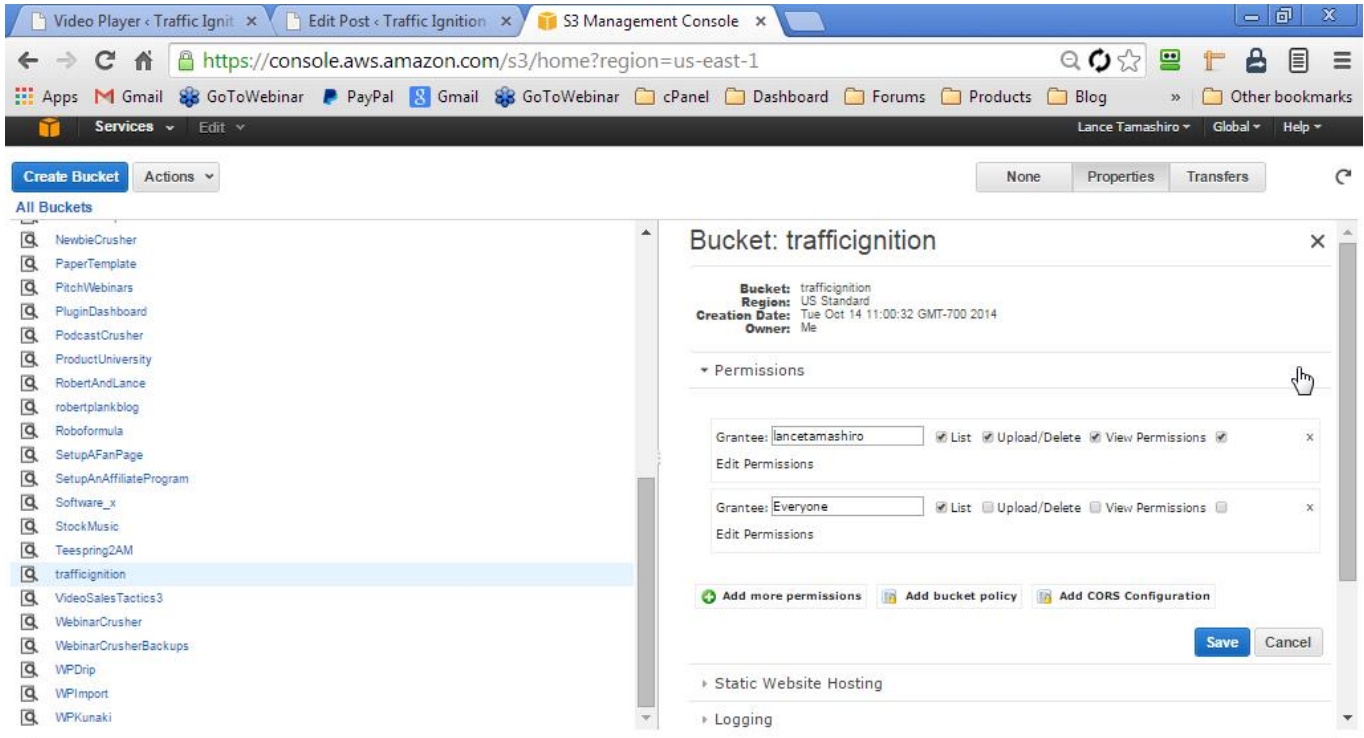 Video Player ‹ Traffic Ignit
Edit Post ‹ Traffic Ignition
S3 Management Console
https://console.aws.amazon.com/s3/home?region=us-east-1
Apps Gmail GoToWebinar PayPal Gmail GoToWebinar cPanel Dashboard Forums Products Blog » Other bookmarks
Services Edit Lance Tamashiro Global Help
Create Bucket Actions None Properties Transfers
All Buckets
NewbieCrusher
PaperTemplate
PitchWebinars
PluginDashboard
PodcastCrusher
ProductUniversity
RobertAndLance
robertplankblog
Roboformula
SetupAFanPage
SetupAnAffiliateProgram
Software_x
StockMusic
Teespring2AM
trafficignition
VideoSalesTactics3
WebinarCrusher
WebinarCrusherBackups
WPDrip
WPImport
WPKunaki
Bucket: trafficignition
Bucket: trafficignition
Region: US Standard
Creation Date: Tue Oct 14 11:00:32 GMT-700 2014
Owner: Me
Permissions
Grantee: lancetamashiro List Upload/Delete View Permissions x
Edit Permissions
Grantee: Everyone List Upload/Delete View Permissions x
Edit Permissions
Add more permissions Add bucket policy Add CORS Configuration
Save Cancel
Static Website Hosting
Logging